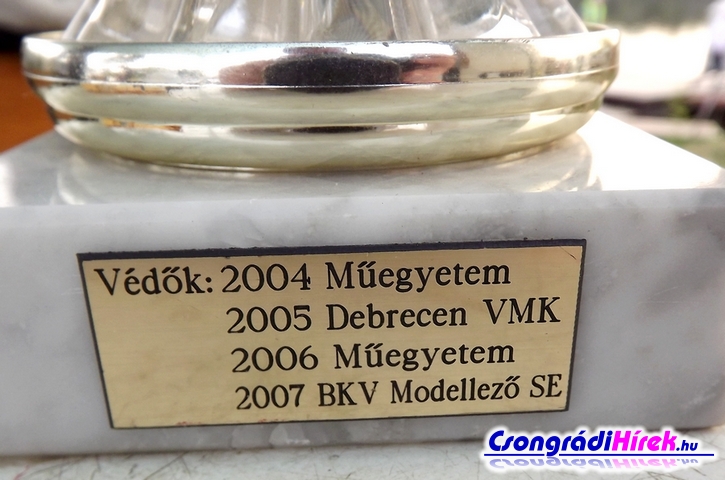 Védők: 2004 Műegyetem
2005 Debrecen VMK
2006 Műegyetem
2007 BKV Modellező SE
CsongrádiHírek.hu